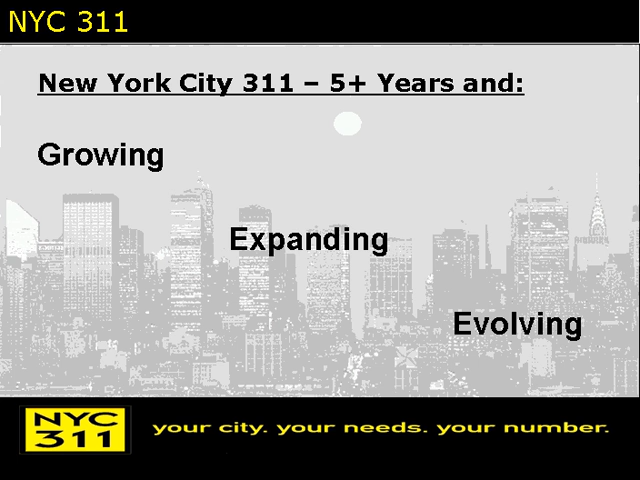 NYC 311
New York City 311 – 5+ Years and:
Growing
Expanding
Evolving
NYC
311
your city. your needs. your number.